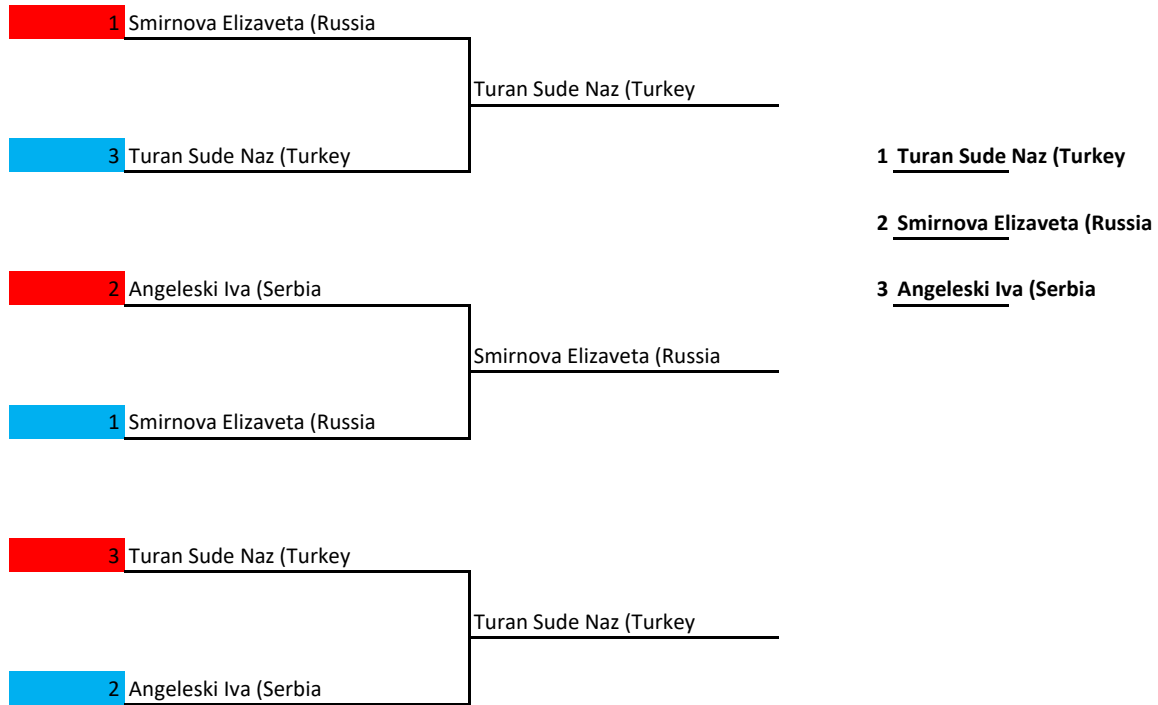 1 Smirnova Elizaveta (Russia
Turan Sude Naz (Turkey
3 Turan Sude Naz (Turkey
1 Turan Sude Naz (Turkey
2 Smirnova Elizaveta (Russia
2 Angeleski Iva (Serbia
3 Angeleski Iva (Serbia
Smirnova Elizaveta (Russia
1 Smirnova Elizaveta (Russia
3 Turan Sude Naz (Turkey
Turan Sude Naz (Turkey
2 Angeleski Iva (Serbia